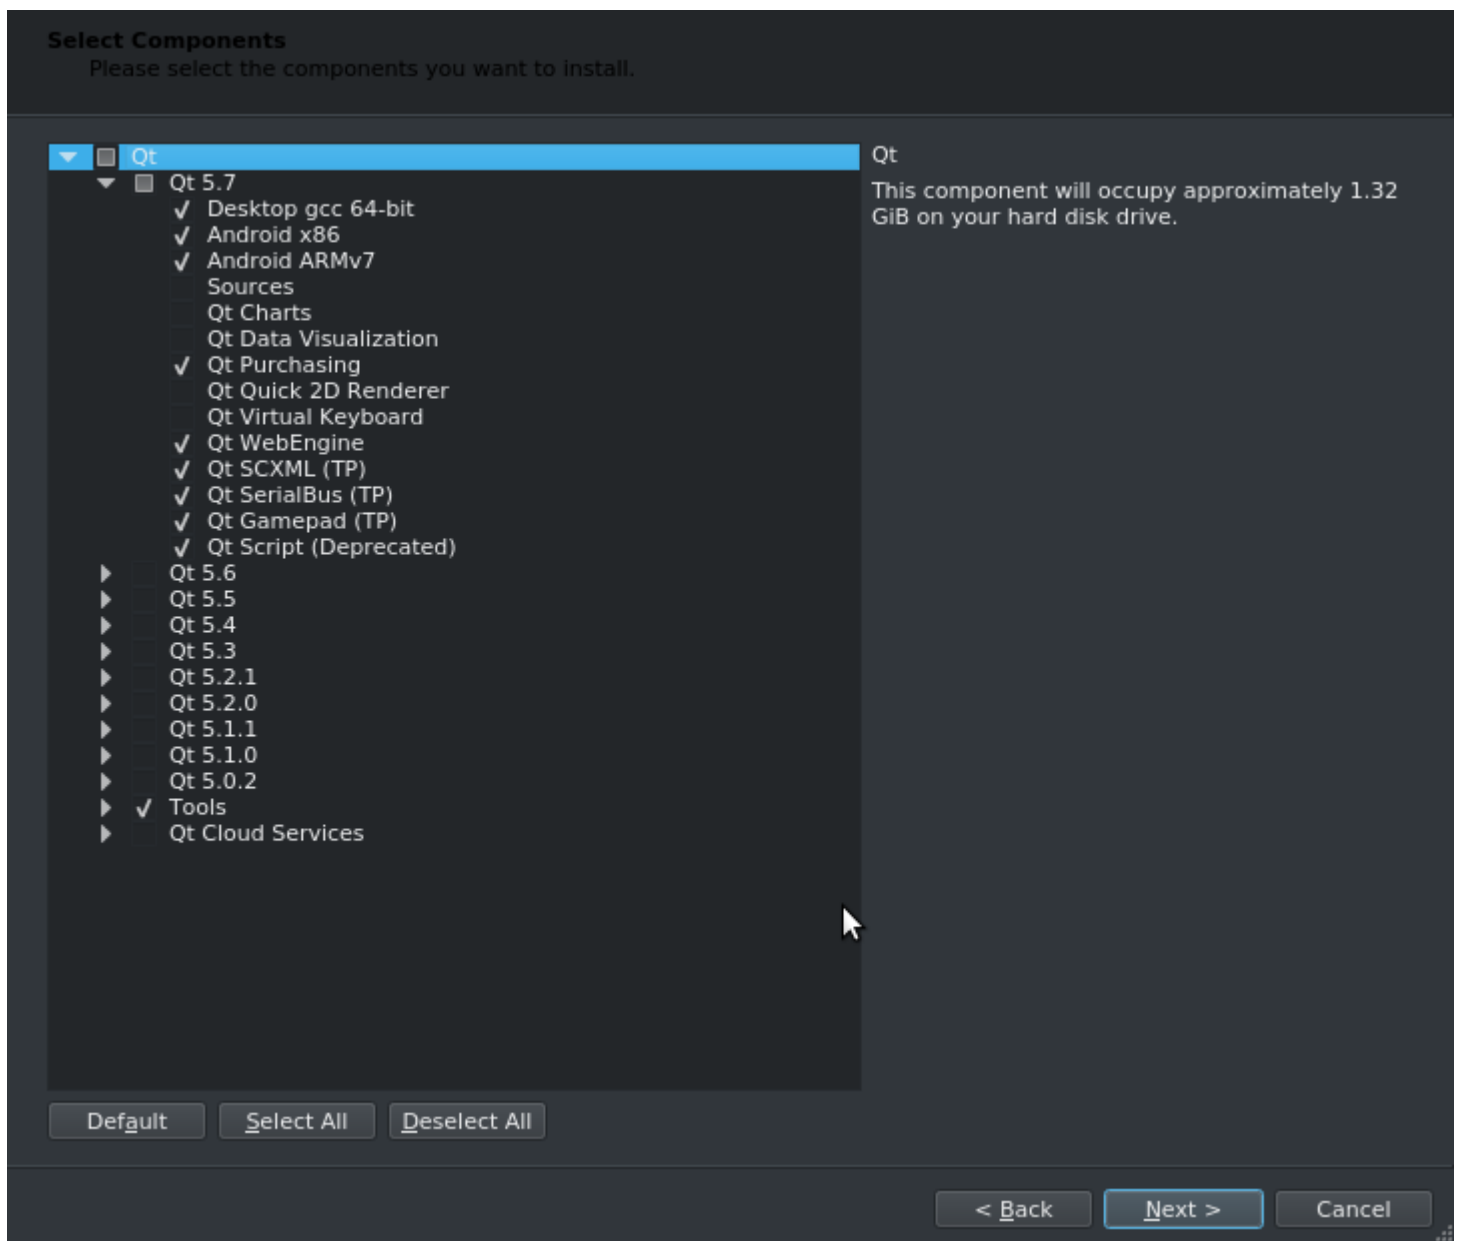 Select Components
Please select the components you want to install.
Qt
Qt 5.7
Desktop gcc 64-bit
Android x86
Android ARMv7
Sources
Qt Charts
Qt Data Visualization
Qt Purchasing
Qt Quick 2D Renderer
Qt Virtual Keyboard
Qt WebEngine
Qt SCXML (TP)
Qt SerialBus (TP)
Qt Gamepad (TP)
Qt Script (Deprecated)
Qt 5.6
Qt 5.5
Qt 5.4
Qt 5.3
Qt 5.2.1
Qt 5.2.0
Qt 5.1.1
Qt 5.1.0
Qt 5.0.2
Tools
Qt Cloud Services
Qt
This component will occupy approximately 1.32
GiB on your hard disk drive.
Default Select All Deselect All
< Back Next > Cancel